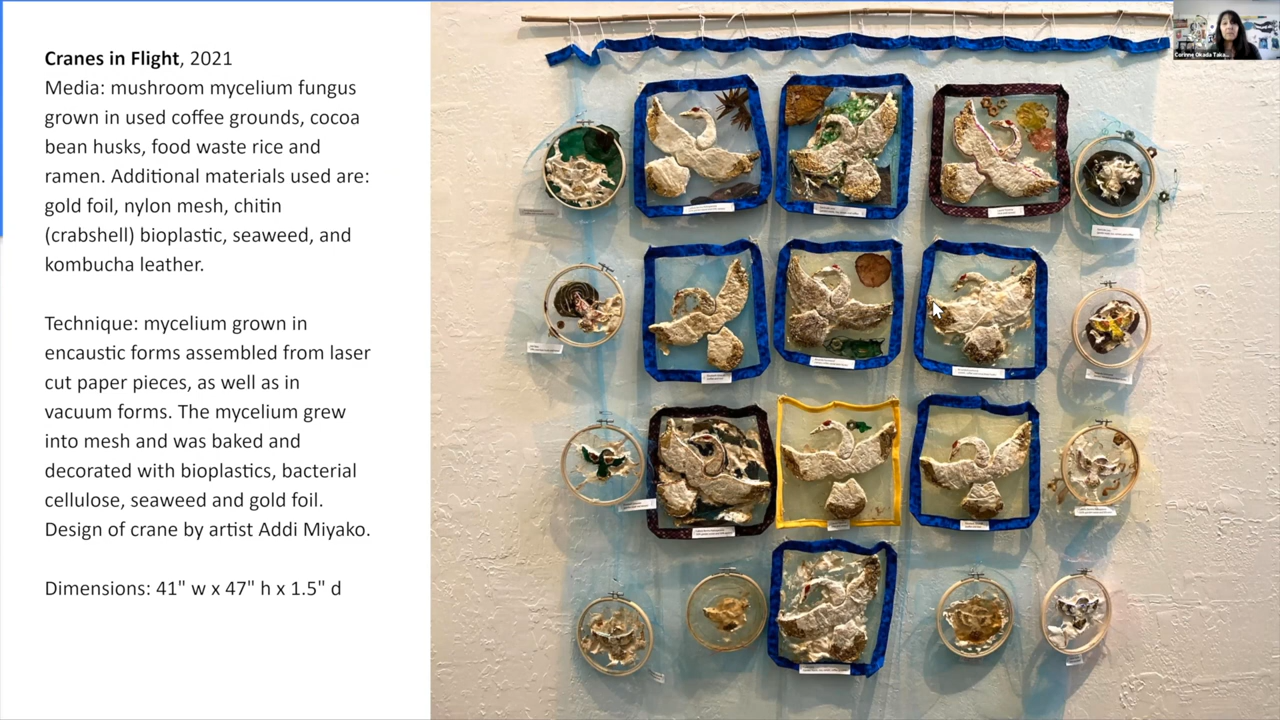 Cranes in Flight, 2021
Media: mushroom mycelium fungus
grown in used coffee grounds, cocoa
bean husks, food waste rice and
ramen. Additional materials used are:
gold foil, nylon mesh, chitin
(crabshell) bioplastic, seaweed, and
kombucha leather.
Technique: mycelium grown in
encaustic forms assembled from laser
cut paper pieces, as well as in
vacuum forms. The mycelium grew
into mesh and was baked and
decorated with bioplastics, bacterial
cellulose, seaweed and gold foil.
Design of crane by artist Addi Miyako.
Dimensions: 41" w x 47" h x 1.5" d
Corinne Okada Taka...